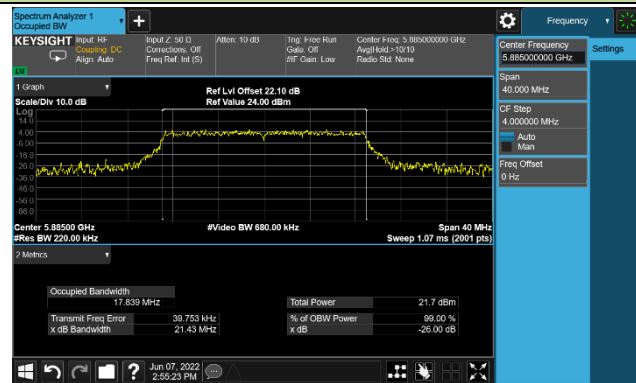 Spectrum Analyzer 1
Occupied BW
Frequency
KEYSIGHT
Input: RF
Coupling: DC
Align: Auto
Input Z: 50 Ω
Corrections: Off
Freq Ref: Int (S)
Atten: 10 dB
Trig: Free Run
Gate: Off
#IF Gain: Low
Center Freq: 5.885000000 GHz
Avg|Hold:>10/10
Radio Std: None
LW
Center Frequency
5.885000000 GHz
Settings
Span
40.000 MHz
CF Step
4.000000 MHz
Auto
Man
Freq Offset
0 Hz
1 Graph
Scale/Div 10.0 dB
Ref Lvl Offset 22.10 dB
Ref Value 24.00 dBm
Log
14.0
4.00
-6.00
-16.0
-26.0
-36.0
-46.0
-56.0
-66.0
Center 5.88500 GHz
#Res BW 220.00 kHz
#Video BW 680.00 kHz
Span 40 MHz
Sweep 1.07 ms (2001 pts)
2 Metrics
Occupied Bandwidth
17.839 MHz
Total Power 21.7 dBm
Transmit Freq Error 39.753 kHz
% of OBW Power 99.00 %
x dB Bandwidth 21.43 MHz
x dB -26.00 dB
?
Jun 07, 2022
2:55:23 PM